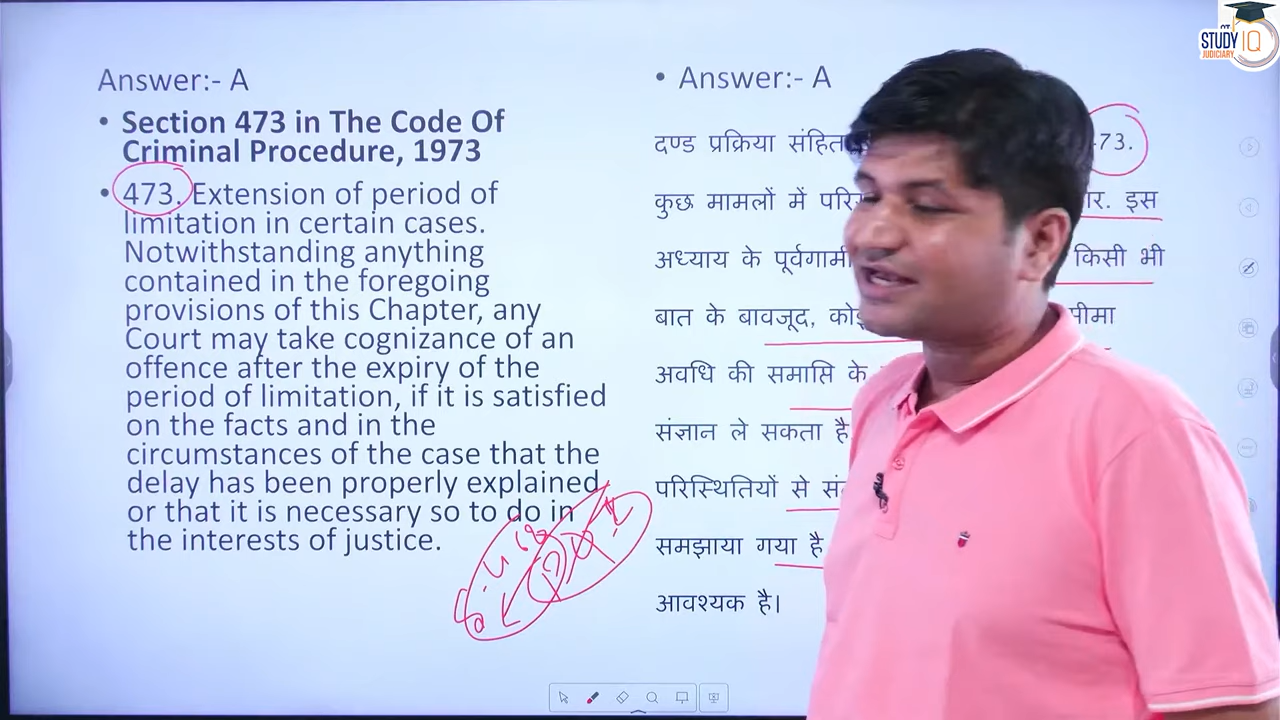 Answer:- A
• Section 473 in The Code Of
Criminal Procedure, 1973
• 473. Extension of period of
limitation in certain cases.
Notwithstanding anything
contained in the foregoing
provisions of this Chapter, any
Court may take cognizance of an
offence after the expiry of the
period of limitation, if it is satisfied
on the facts and in the
circumstances of the case that the
delay has been properly explained
or that it is necessary so to do in
the interests of justice.
• Answer:- A
दण्ड प्रक्रिया 73.
कुछ मामलों में इस
अध्याय के किसी भी
बात के बावजूद,
अवधि की समाप्ति के
संज्ञान ले सकता है
परिस्थितियों से
समझाया गया है
आवश्यक है।
STUDY IQ
JUDICIARY